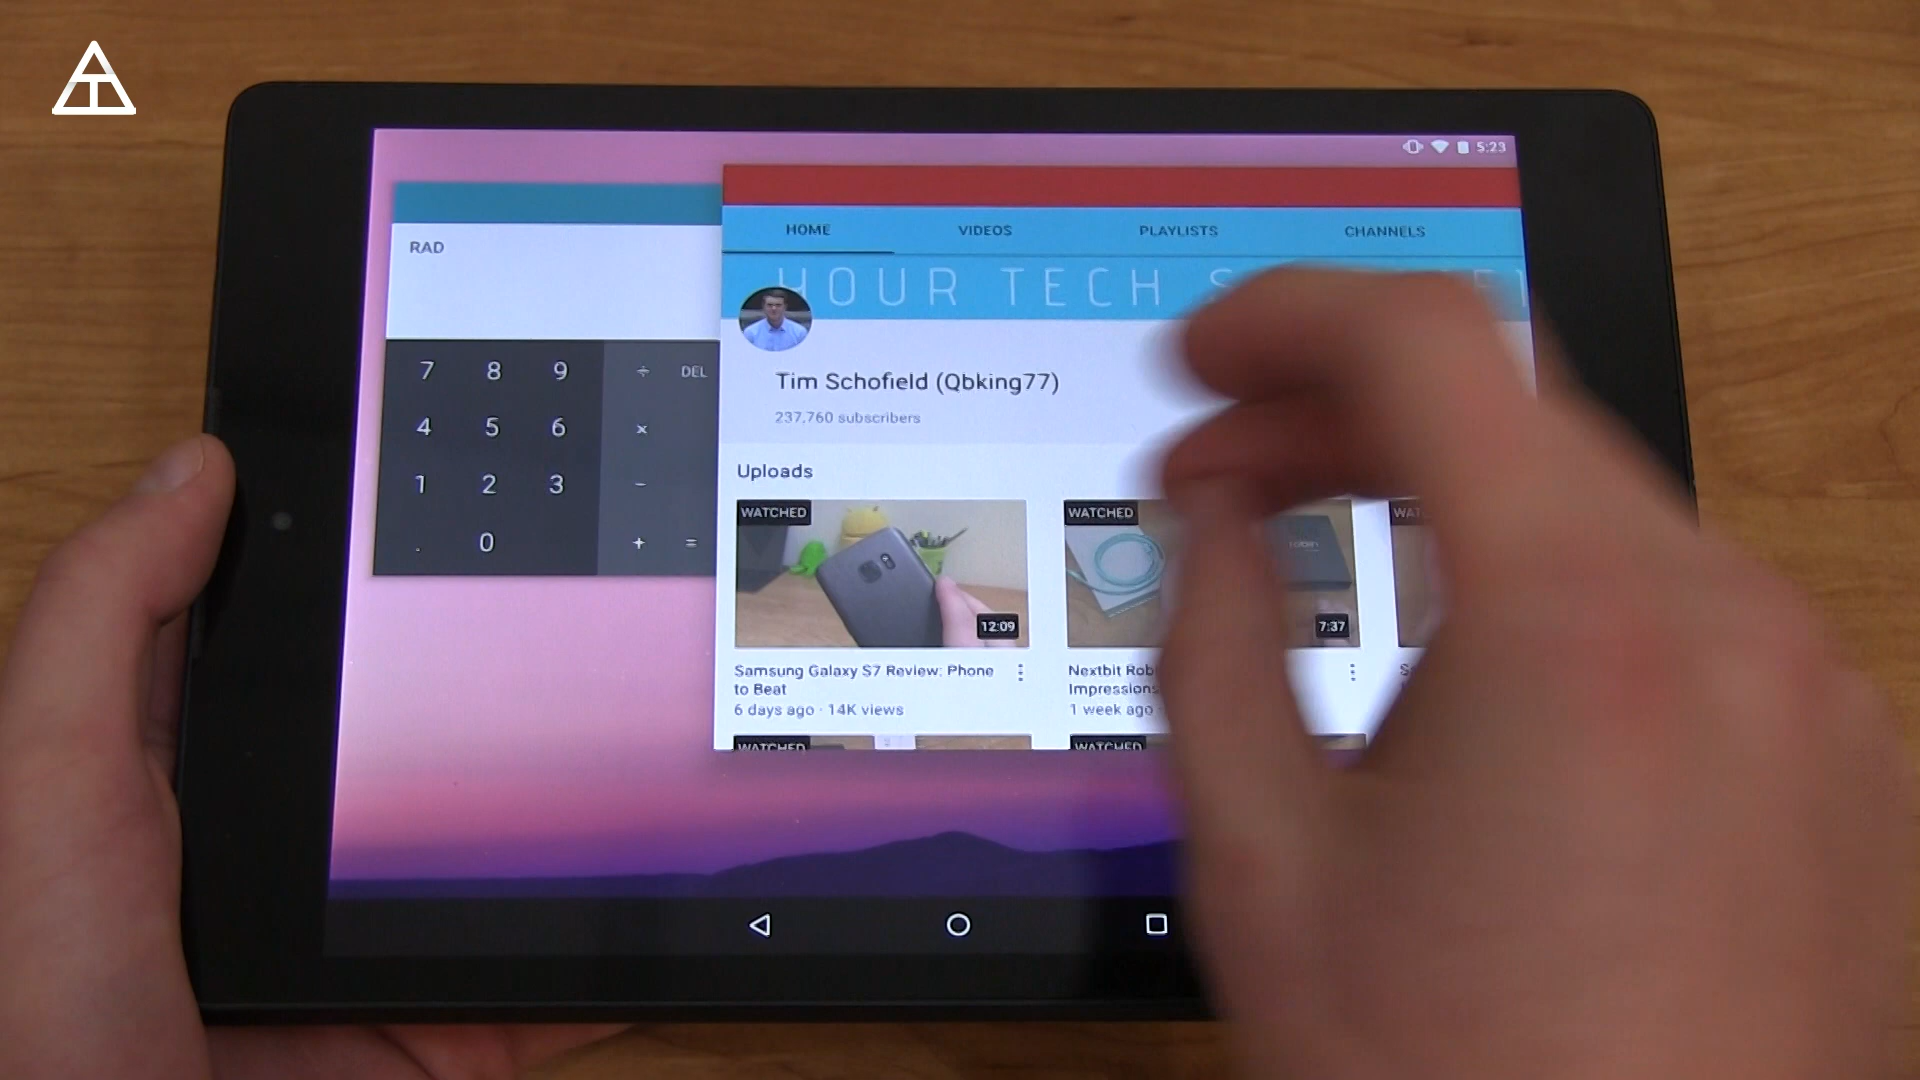 5:23
RAD
7 8 9 ÷ DEL
4 5 6 ×
1 2 3 −
. 0 + =
HOME VIDEOS PLAYLISTS CHANNELS
YOUR TECH
Tim Schofield (Qbking77)
237,760 subscribers
Uploads
WATCHED WATCHED
12:09 7:37
Samsung Galaxy S7 Review: Phone
to Beat
6 days ago · 14K views
Nextbit
Impressions
1 week ago
WATCHED WATCHED